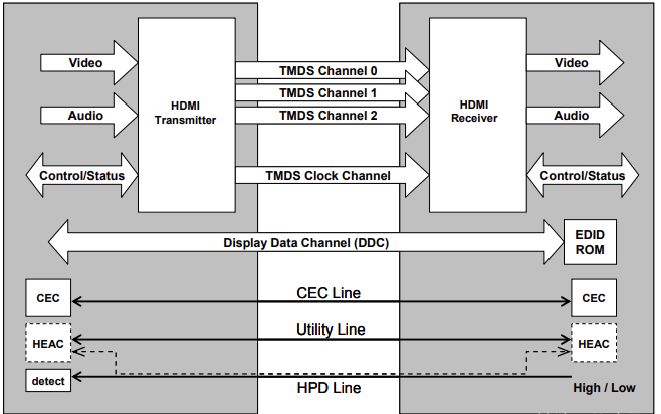 Video
Audio
Control/Status
HDMI
Transmitter
TMDS Channel 0
TMDS Channel 1
TMDS Channel 2
TMDS Clock Channel
HDMI
Receiver
Video
Audio
Control/Status
Display Data Channel (DDC)
EDID
ROM
CEC
CEC Line
CEC
HEAC
Utility Line
HEAC
detect
HPD Line
High / Low